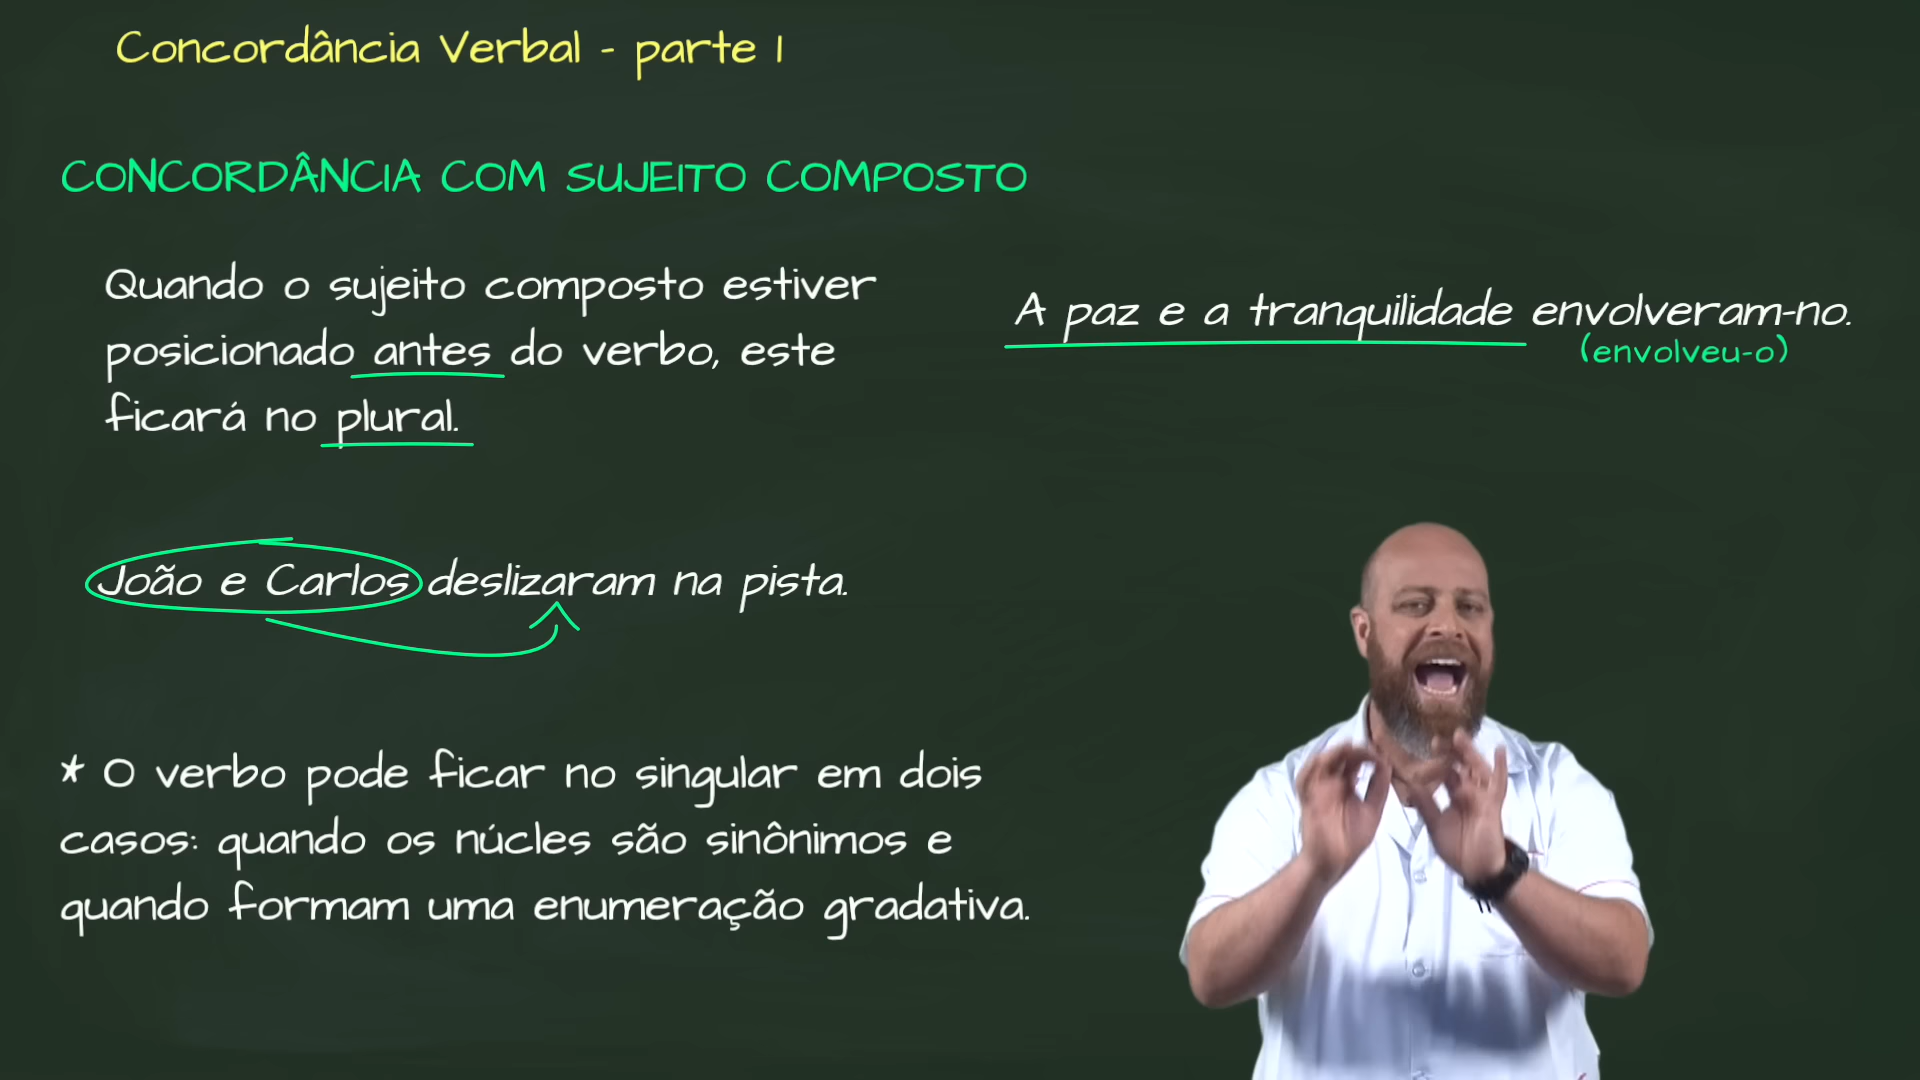 Concordância Verbal - parte 1
CONCORDÂNCIA COM SUJEITO COMPOSTO
Quando o sujeito composto estiver
posicionado antes do verbo, este
ficará no plural.
João e Carlos deslizaram na pista.
* O verbo pode ficar no singular em dois
casos: quando os núcles são sinônimos e
quando formam uma enumeração gradativa.
A paz e a tranquilidade envolveram-no.
(envolveu-o)